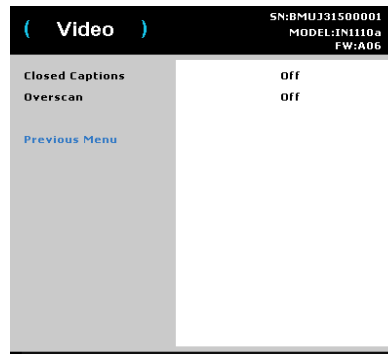 ( Video )
SN:BMUJ31500001
MODEL:IN1110a
FW:A06
Closed Captions Off
Overscan Off
Previous Menu